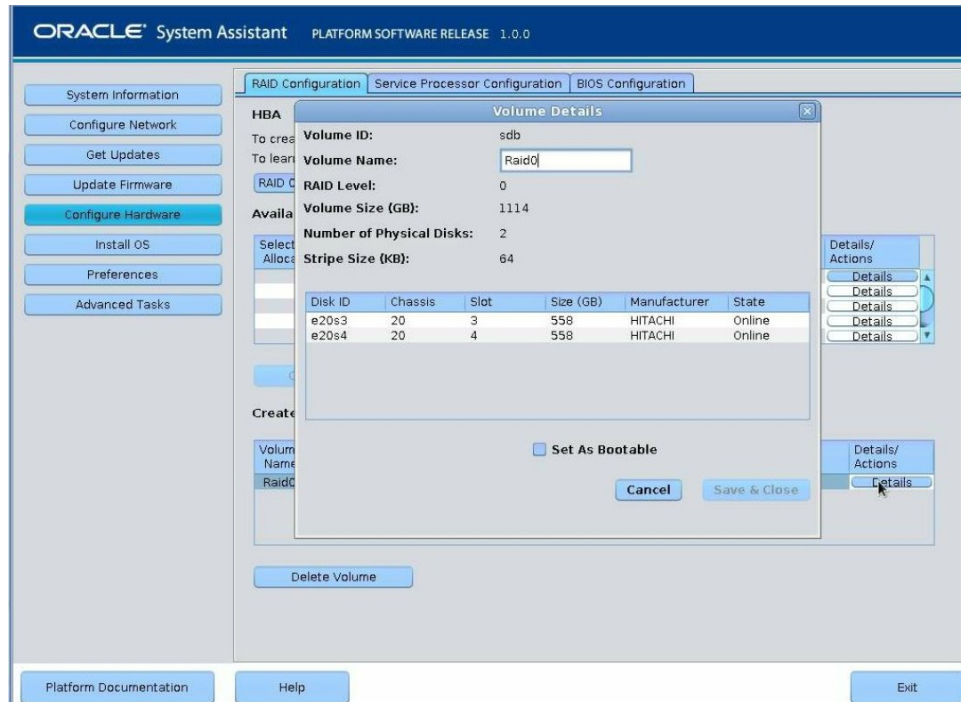 ORACLE® System Assistant PLATFORM SOFTWARE RELEASE 1.0.0
System Information
Configure Network
Get Updates
Update Firmware
Configure Hardware
Install OS
Preferences
Advanced Tasks
RAID Configuration
Service Processor Configuration
BIOS Configuration
HBA
To crea
To learn
RAID C
Availa
Select
Alloca
Details/
Actions
Details
Details
Details
Details
Details
Volume Details
Volume ID: sdb
Volume Name: Raid0
RAID Level: 0
Volume Size (GB): 1114
Number of Physical Disks: 2
Stripe Size (KB): 64
Disk ID Chassis Slot Size (GB) Manufacturer State
e20s3 20 3 558 HITACHI Online
e20s4 20 4 558 HITACHI Online
Set As Bootable
Cancel
Save & Close
Create
Volum
Name
Details/
Actions
Raid0
Details
Delete Volume
Platform Documentation
Help
Exit